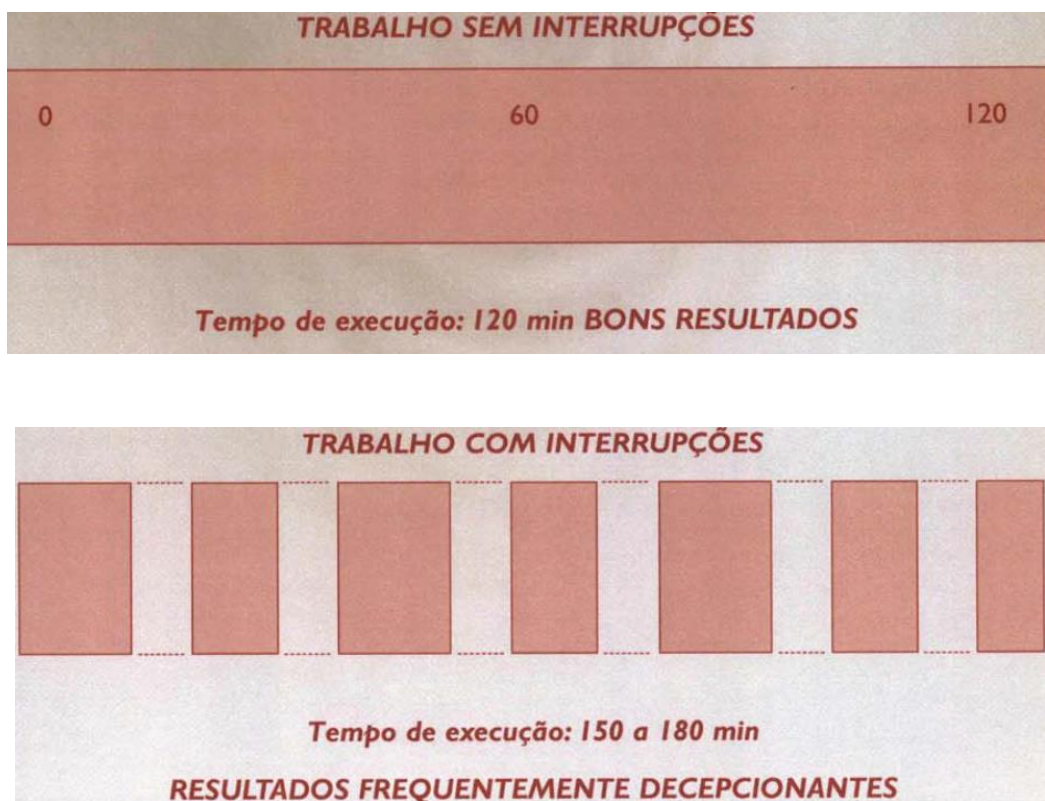 TRABALHO SEM INTERRUPÇÕES
0 60 120
Tempo de execução: 120 min BONS RESULTADOS
TRABALHO COM INTERRUPÇÕES
Tempo de execução: 150 a 180 min
RESULTADOS FREQUENTEMENTE DECEPCIONANTES